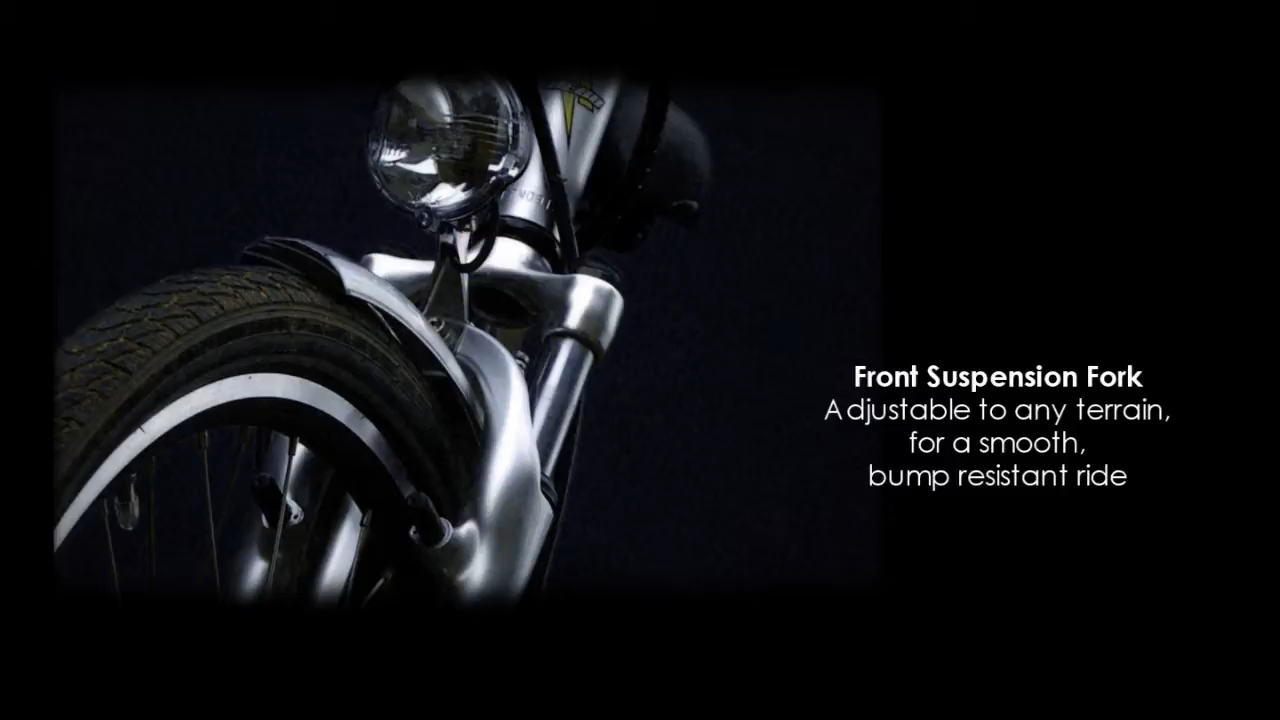 Front Suspension Fork
Adjustable to any terrain,
for a smooth,
bump resistant ride